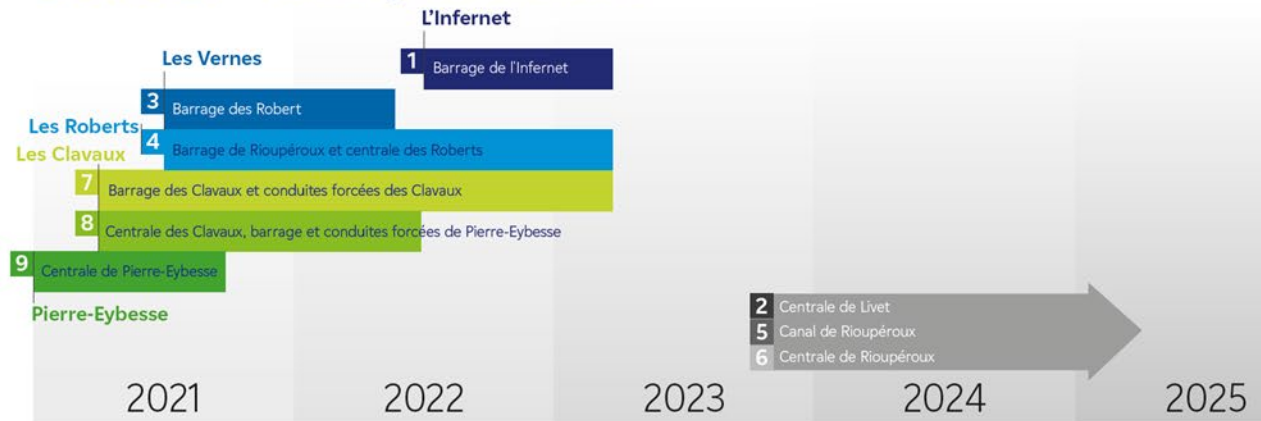 L'Infernet
1 Barrage de l'Infernet
Les Vernes
3 Barrage des Robert
Les Roberts
4 Barrage de Rioupéroux et centrale des Roberts
Les Clavaux
7 Barrage des Clavaux et conduites forcées des Clavaux
8 Centrale des Clavaux, barrage et conduites forcées de Pierre-Eybesse
9 Centrale de Pierre-Eybesse
Pierre-Eybesse
2 Centrale de Livet
5 Canal de Rioupéroux
6 Centrale de Rioupéroux
2021 2022 2023 2024 2025